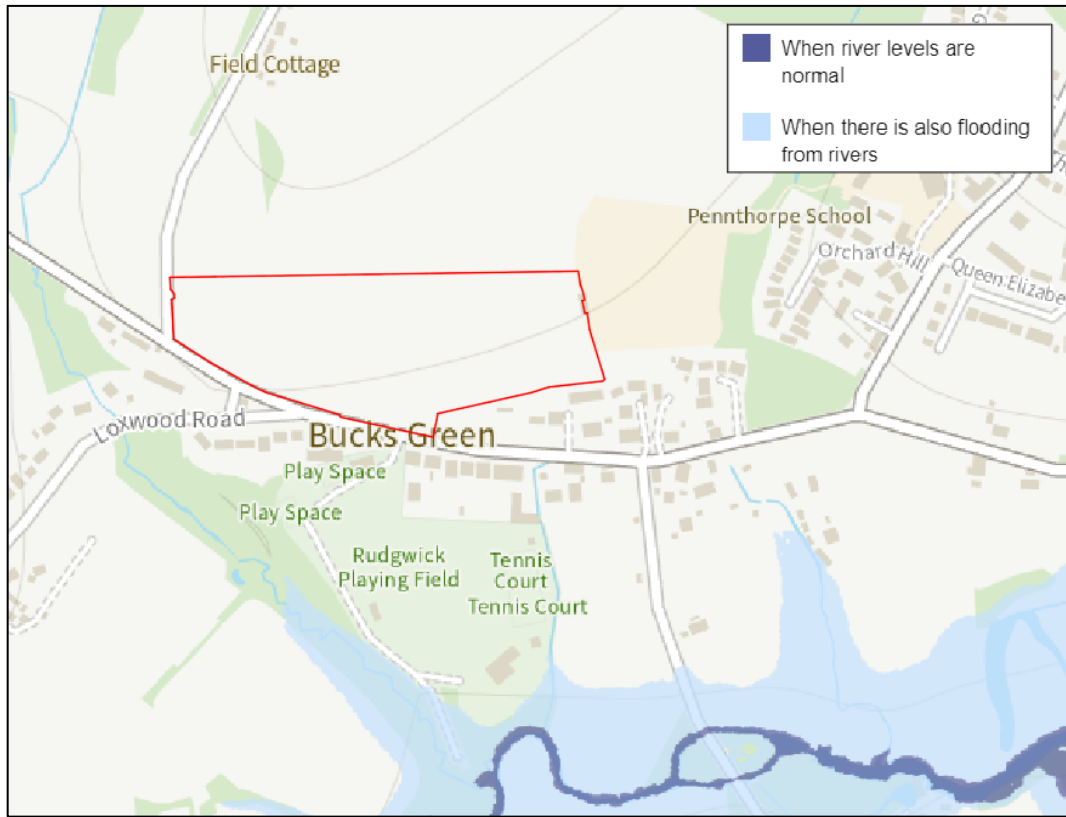 When river levels are
normal
When there is also flooding
from rivers
Field Cottage
Pennthorpe School
Orchard Hill
Queen Elizabe
Loxwood Road
Bucks Green
Play Space
Play Space
Rudgwick
Playing Field
Tennis
Court
Tennis Court